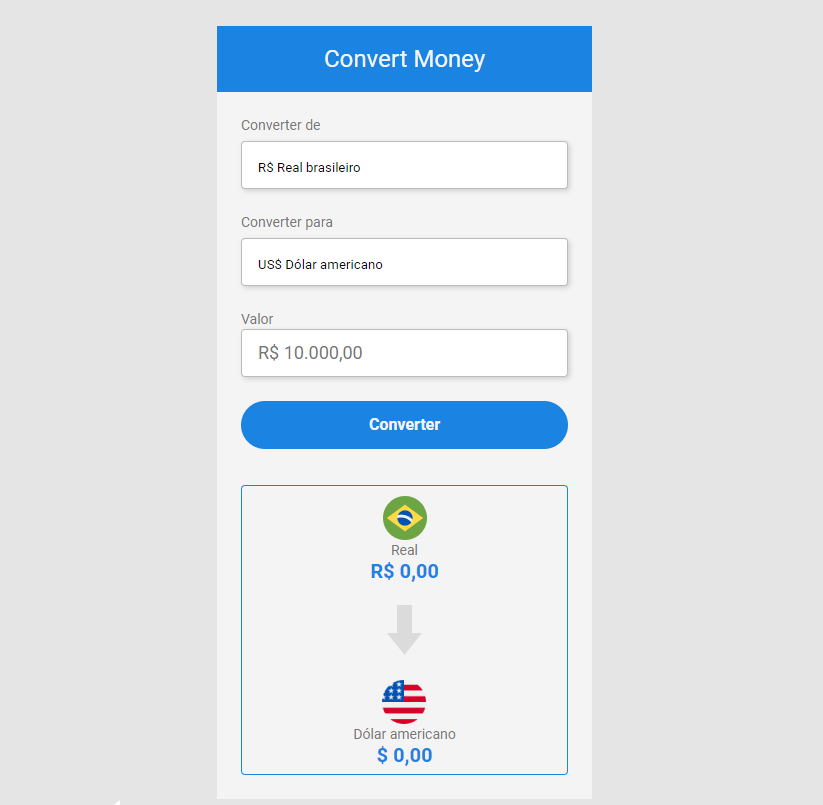 Convert Money
Converter de
R$ Real brasileiro
Converter para
US$ Dólar americano
Valor
R$ 10.000,00
Converter
Real
R$ 0,00
Dólar americano
$ 0,00